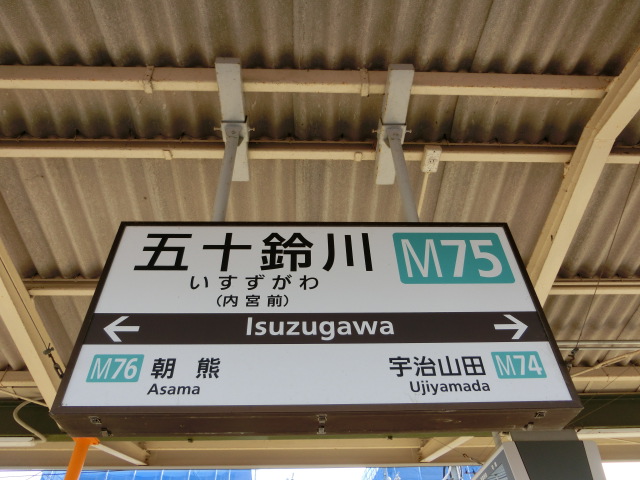 五十鈴川 M75
いすずがわ
(内宮前)
Isuzugawa
M76 朝熊 宇治山田 M74
Asama Ujiyamada